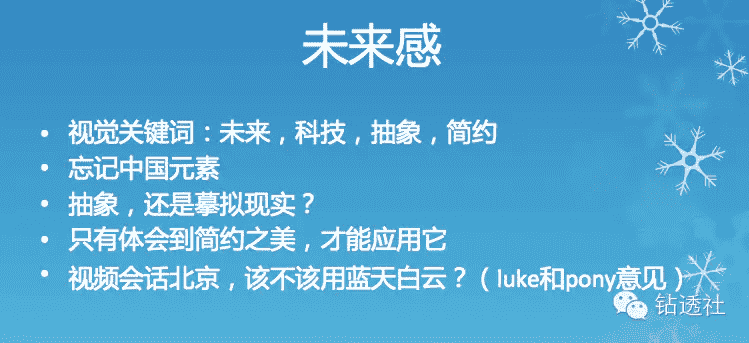 未来感
• 视觉关键词：未来，科技，抽象，简约
• 忘记中国元素
• 抽象，还是摹拟现实？
• 只有体会到简约之美，才能应用它
• 视频会话北京，该不该用蓝天白云？（luke和pony意见）
钻透社